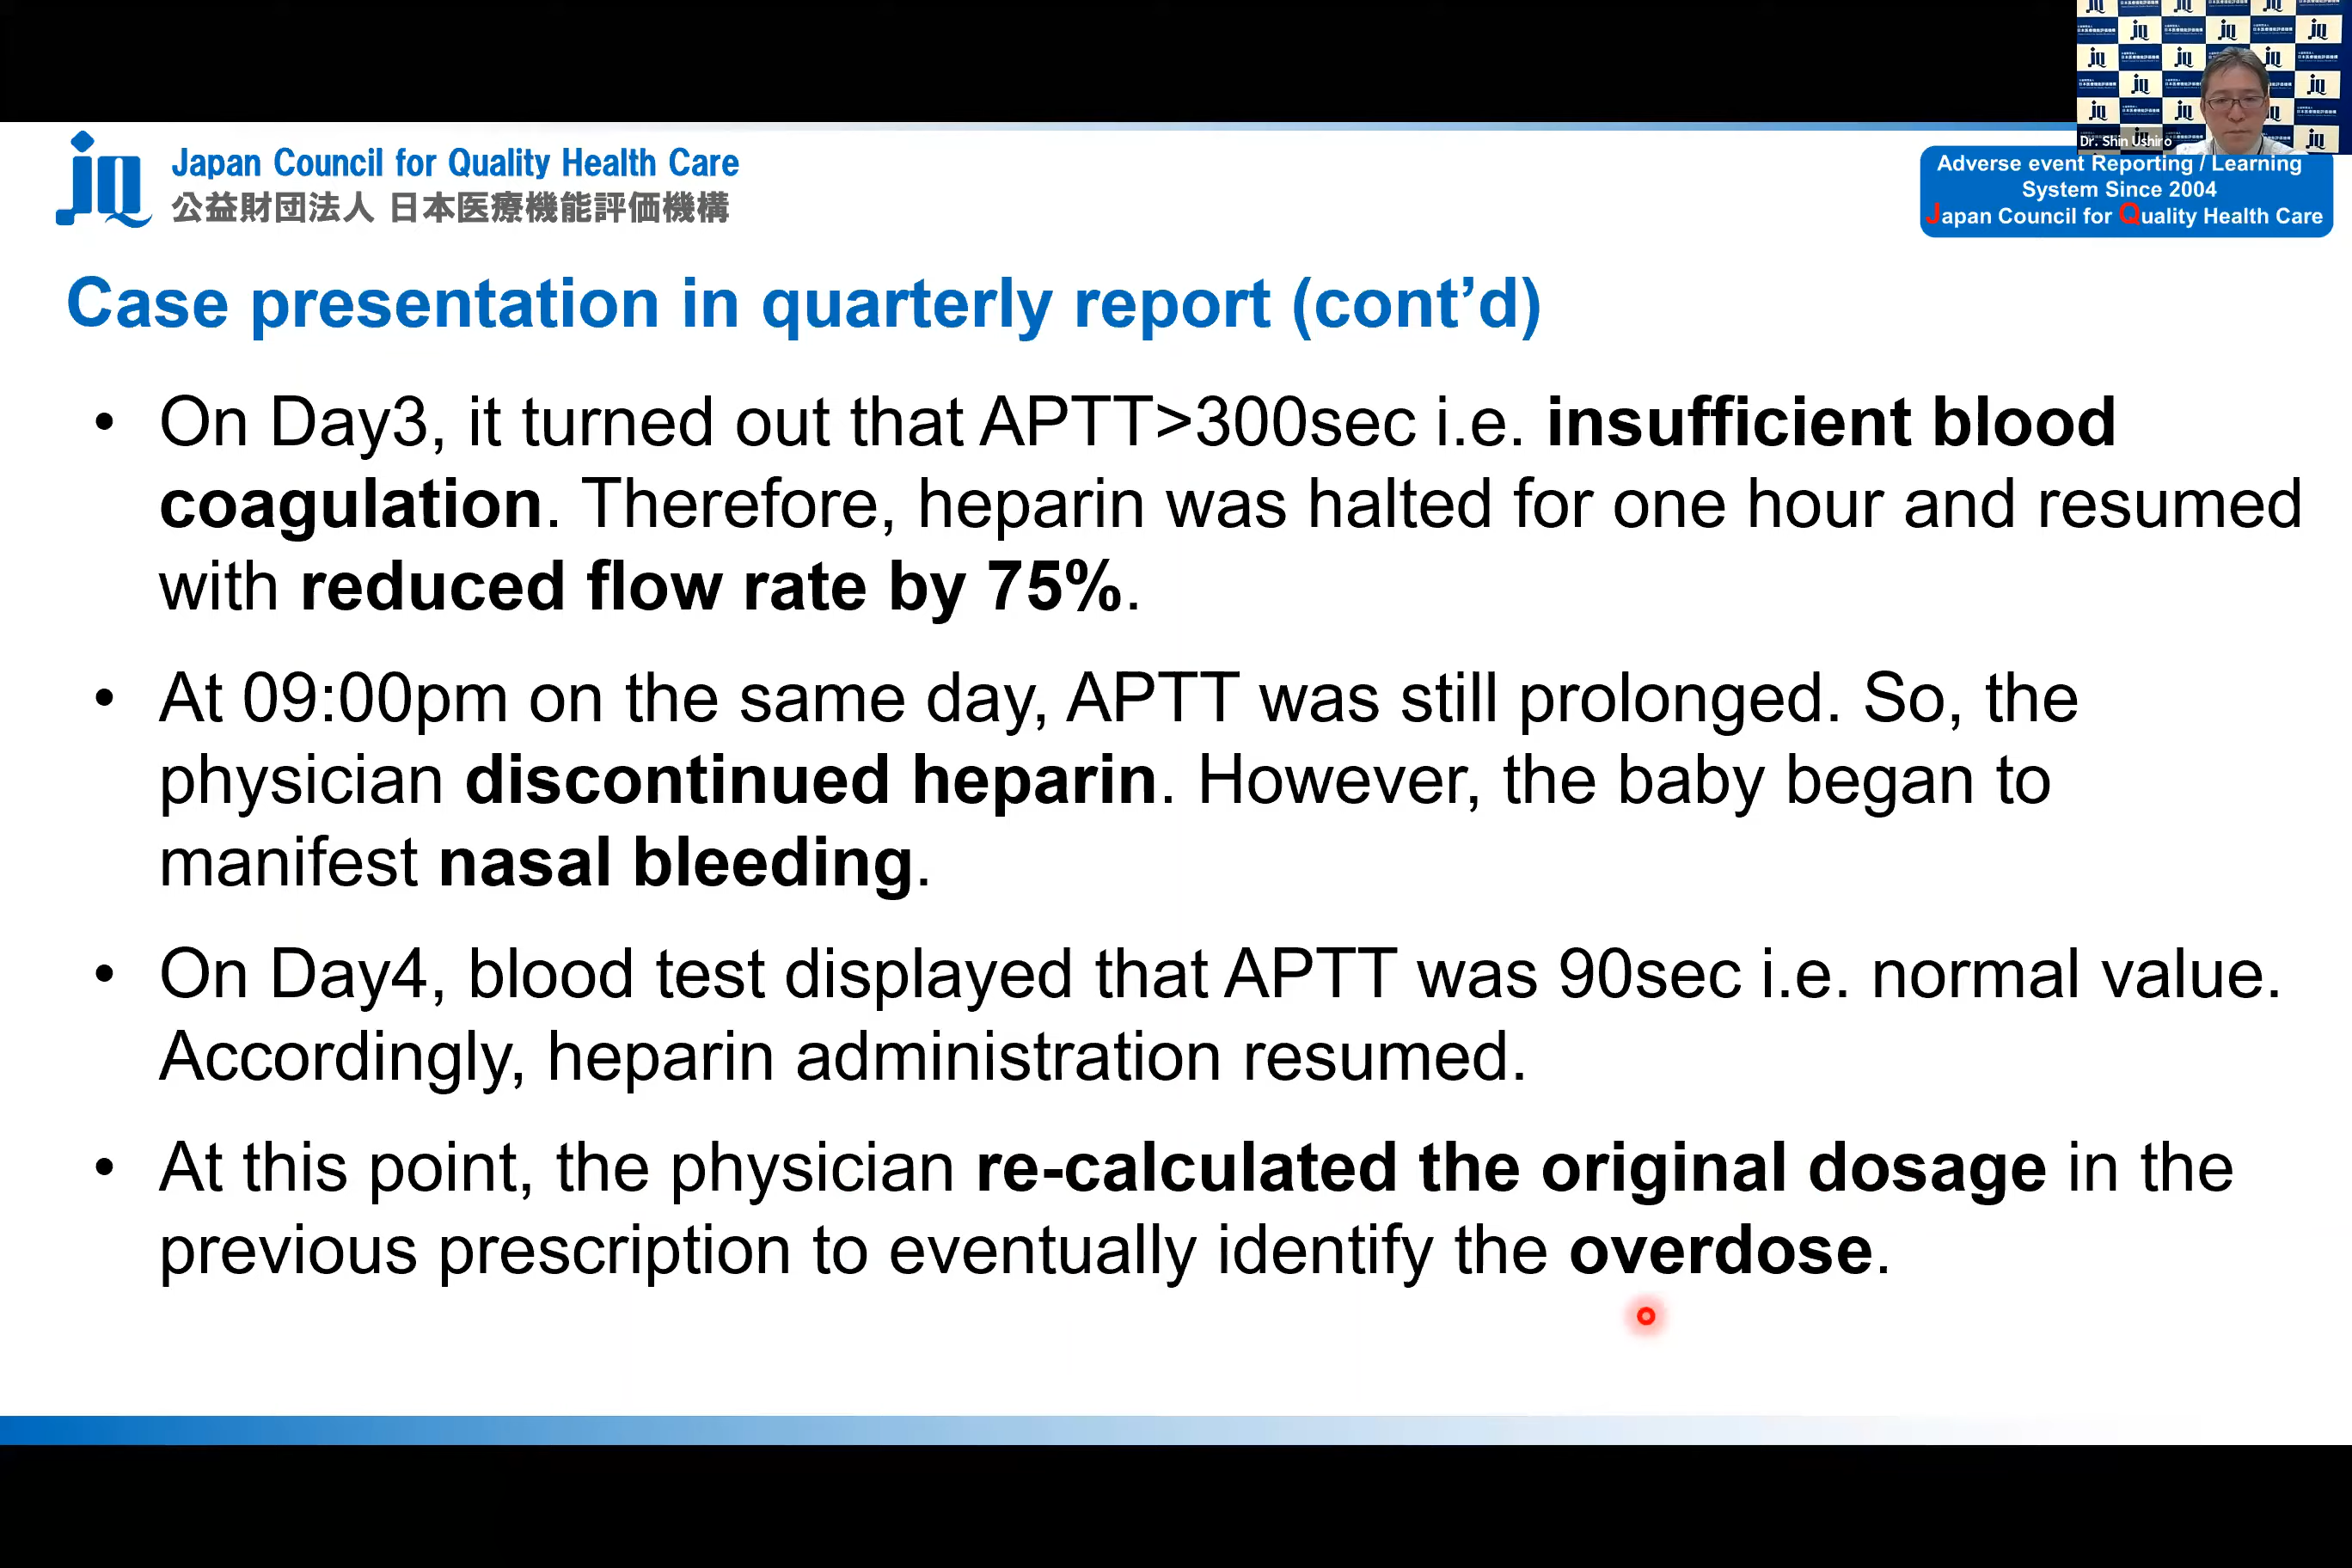 jq
Dr. Shin Ushiro
Japan Council for Quality Health Care
公益財団法人 日本医療機能評価機構
Adverse event Reporting / Learning
System Since 2004
Japan Council for Quality Health Care
Case presentation in quarterly report (cont’d)
• On Day3, it turned out that APTT>300sec i.e. insufficient blood
coagulation. Therefore, heparin was halted for one hour and resumed
with reduced flow rate by 75%.
• At 09:00pm on the same day, APTT was still prolonged. So, the
physician discontinued heparin. However, the baby began to
manifest nasal bleeding.
• On Day4, blood test displayed that APTT was 90sec i.e. normal value.
Accordingly, heparin administration resumed.
• At this point, the physician re-calculated the original dosage in the
previous prescription to eventually identify the overdose.